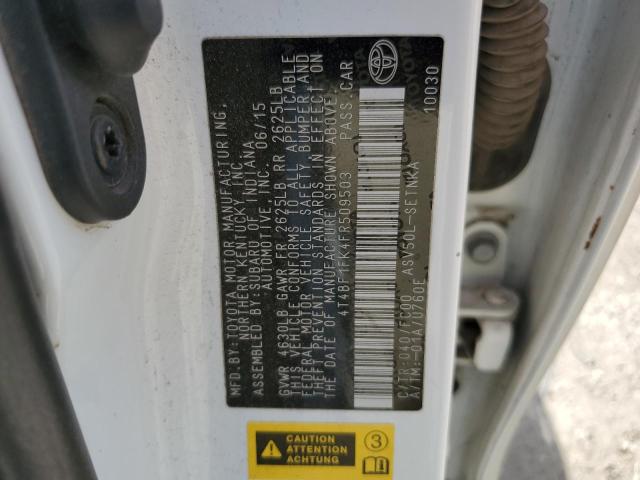 MFD.BY:TOYOTA MOTOR MANUFACTURING,
NORTHERN KENTUCKY, INC.
ASSEMBLED BY:SUBARU OF INDIANA
AUTOMOTIVE, INC. 06/15
GVWR 4630LB GAWR FR 2625LB RR 2625LB
THIS VEHICLE CONFORMS TO ALL APPLICABLE
FEDERAL MOTOR VEHICLE SAFETY, BUMPER AND
THEFT PREVENTION STANDARDS IN EFFECT ON
THE DATE OF MANUFACTURE SHOWN ABOVE.
4T4BF1FK4FR509503 PASS.CAR
C/TR:040/FC00 ASV50L-SETNKA
A/TM:-01A/U760E
10030
CAUTION
ATTENTION
ACHTUNG
3